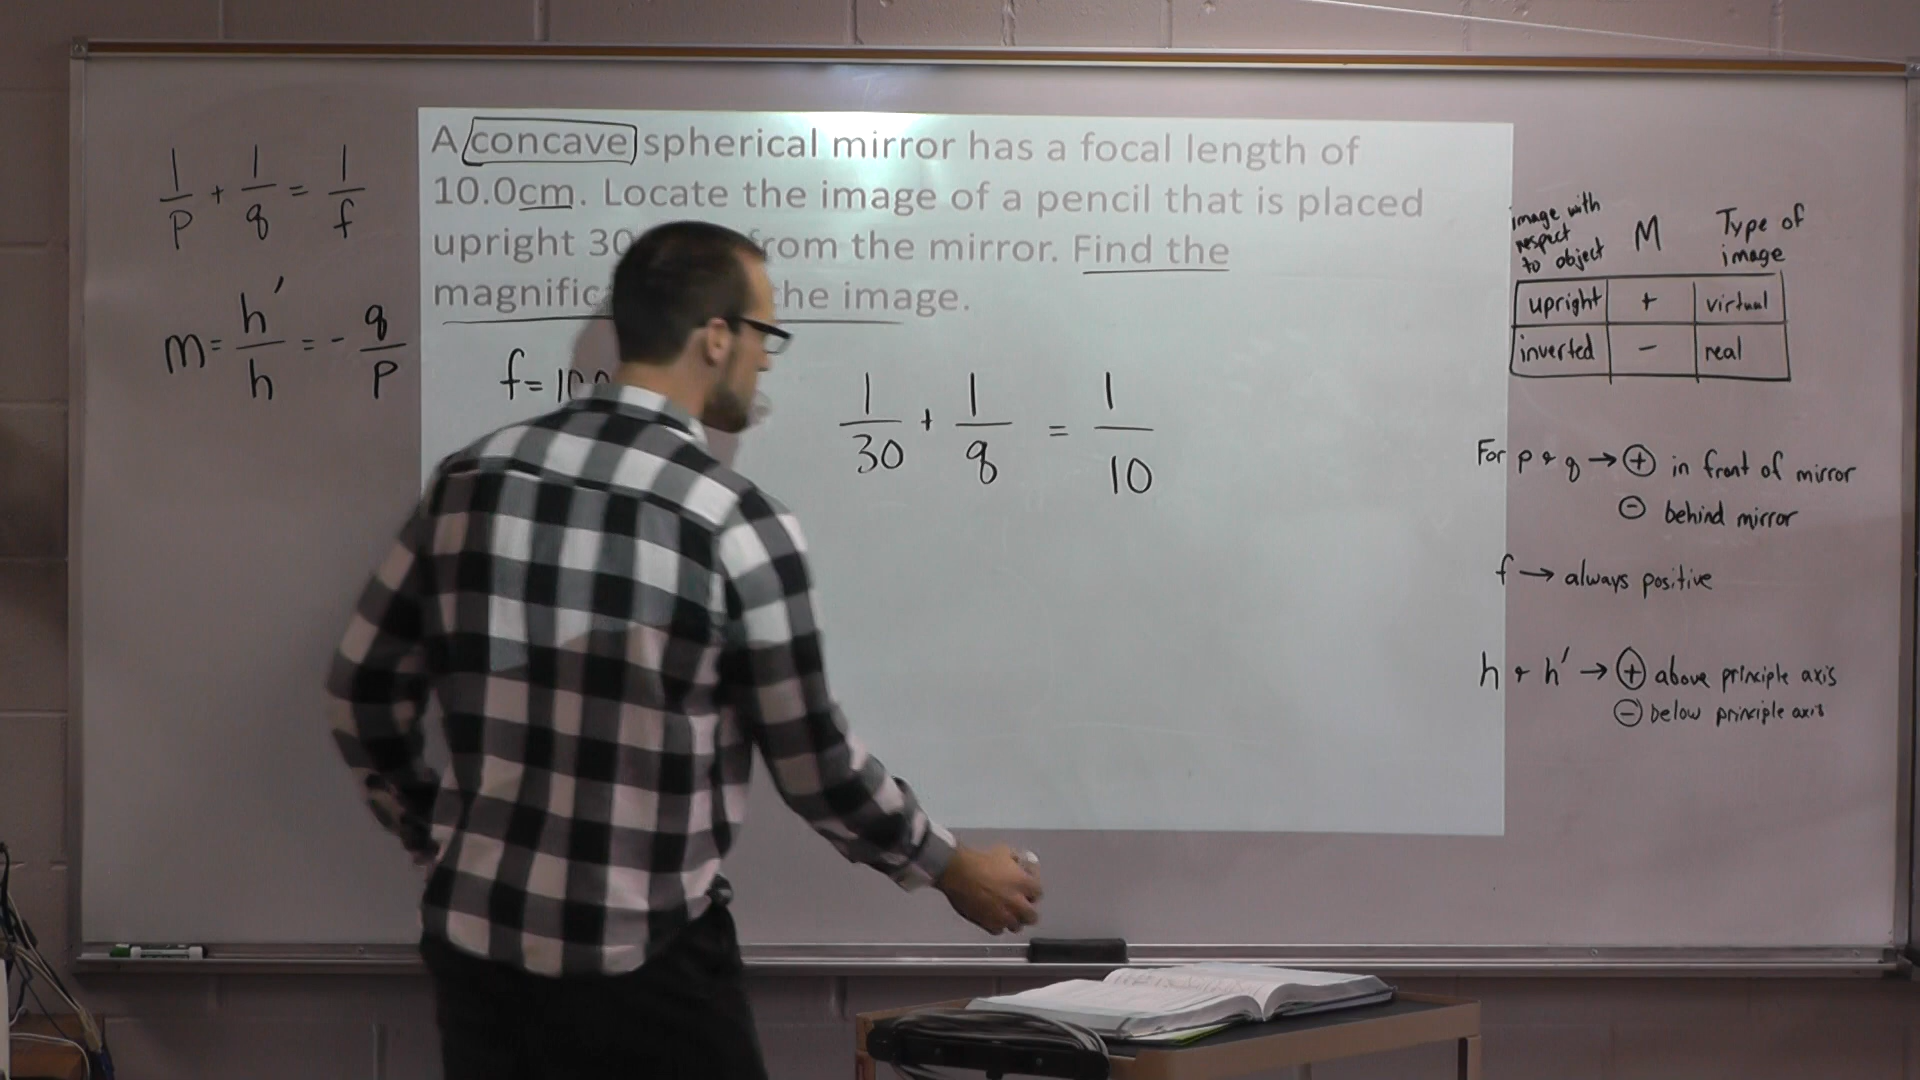 1/p + 1/q = 1/f
m = h'/h = - q/p
A concave spherical mirror has a focal length of
10.0cm. Locate the image of a pencil that is placed
upright 30 from the mirror. Find the
magnific the image.
f = 10.0
1/30 + 1/q = 1/10
image with respect to object M Type of image
upright + virtual
inverted - real
For p & q → ⊕ in front of mirror
⊖ behind mirror
f → always positive
h & h' → ⊕ above principle axis
⊖ below principle axis